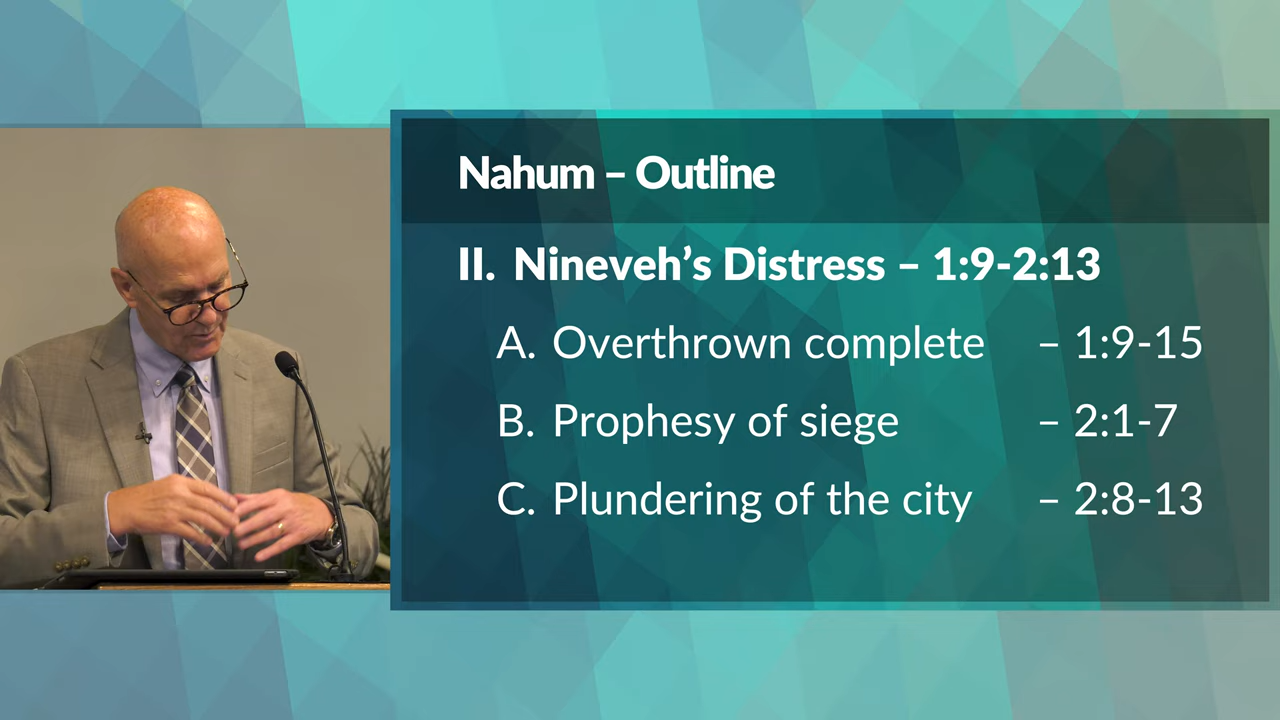 Nahum – Outline
II. Nineveh’s Distress – 1:9-2:13
A. Overthrown complete – 1:9-15
B. Prophesy of siege – 2:1-7
C. Plundering of the city – 2:8-13